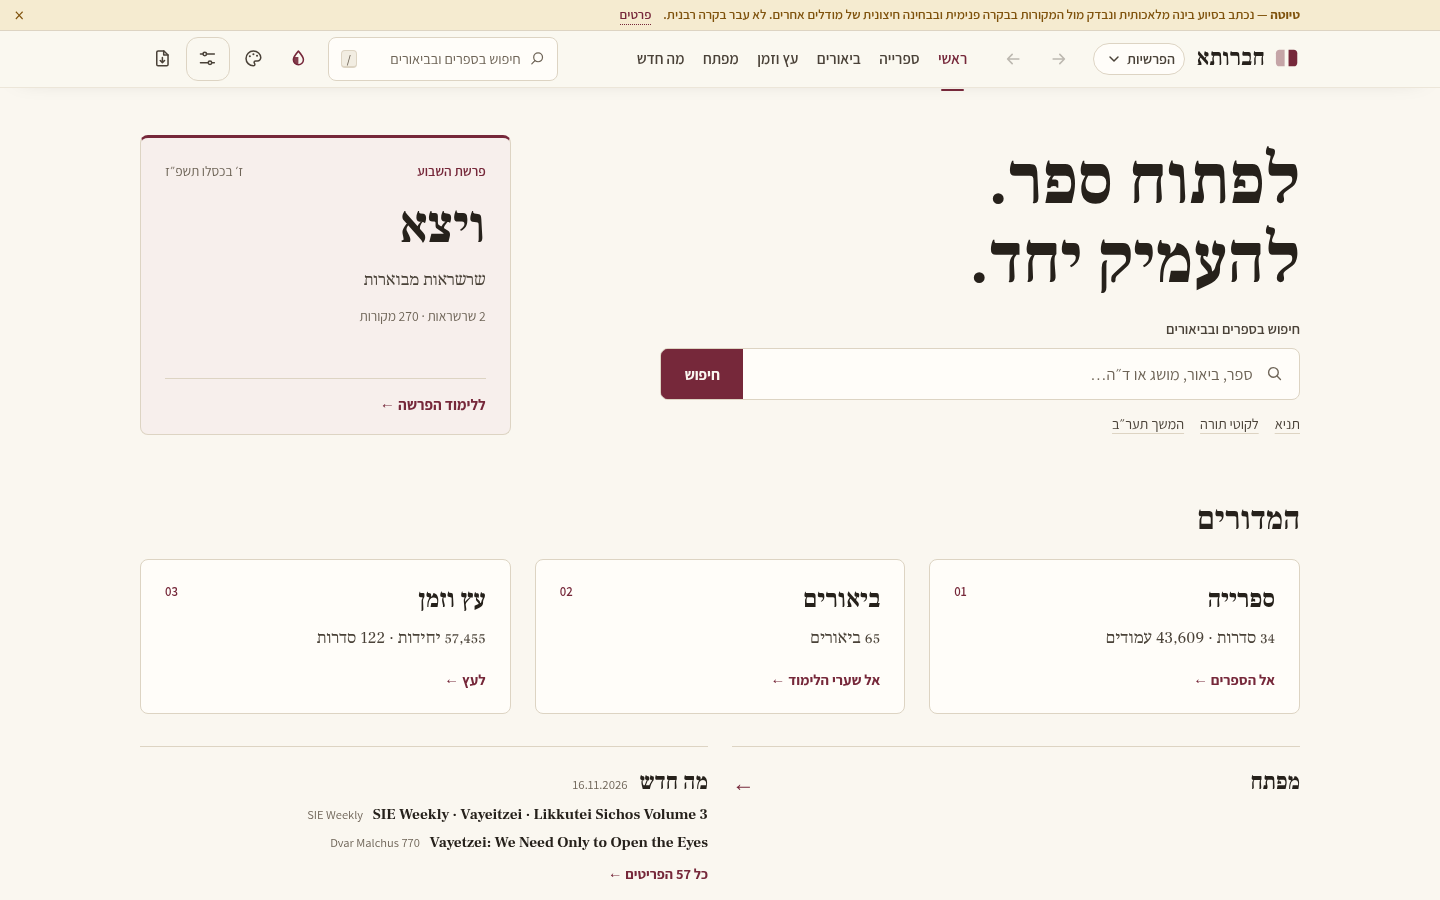 טיוטה — נכתב בסיוע בינה מלאכותית ונבדק מול המקורות בבקרה פנימית ובבחינה חיצונית של מודלים אחרים. לא עבר בקרה רבנית. פרטים ×
חברותא הפרשיות → ← ראשי ספרייה ביאורים עץ וזמן מפתח מה חדש חיפוש בספרים ובביאורים /
לפתוח ספר.
להעמיק יחד.
חיפוש בספרים ובביאורים
ספר, ביאור, מושג או ד״ה… חיפוש
תניא לקוטי תורה המשך תער״ב
פרשת השבוע ז׳ בכסלו תשפ״ז
ויצא
שרשראות מבוארות
2 שרשראות · 270 מקורות
ללימוד הפרשה ←
המדורים
ספרייה 01
34 סדרות · 43,609 עמודים
אל הספרים ←
ביאורים 02
65 ביאורים
אל שערי הלימוד ←
עץ וזמן 03
57,455 יחידות · 122 סדרות
לעץ ←
מפתח ←
מה חדש 16.11.2026
SIE Weekly · Vayeitzei · Likkutei Sichos Volume 3 SIE Weekly
Vayetzei: We Need Only to Open the Eyes Dvar Malchus 770
כל 57 הפריטים ←